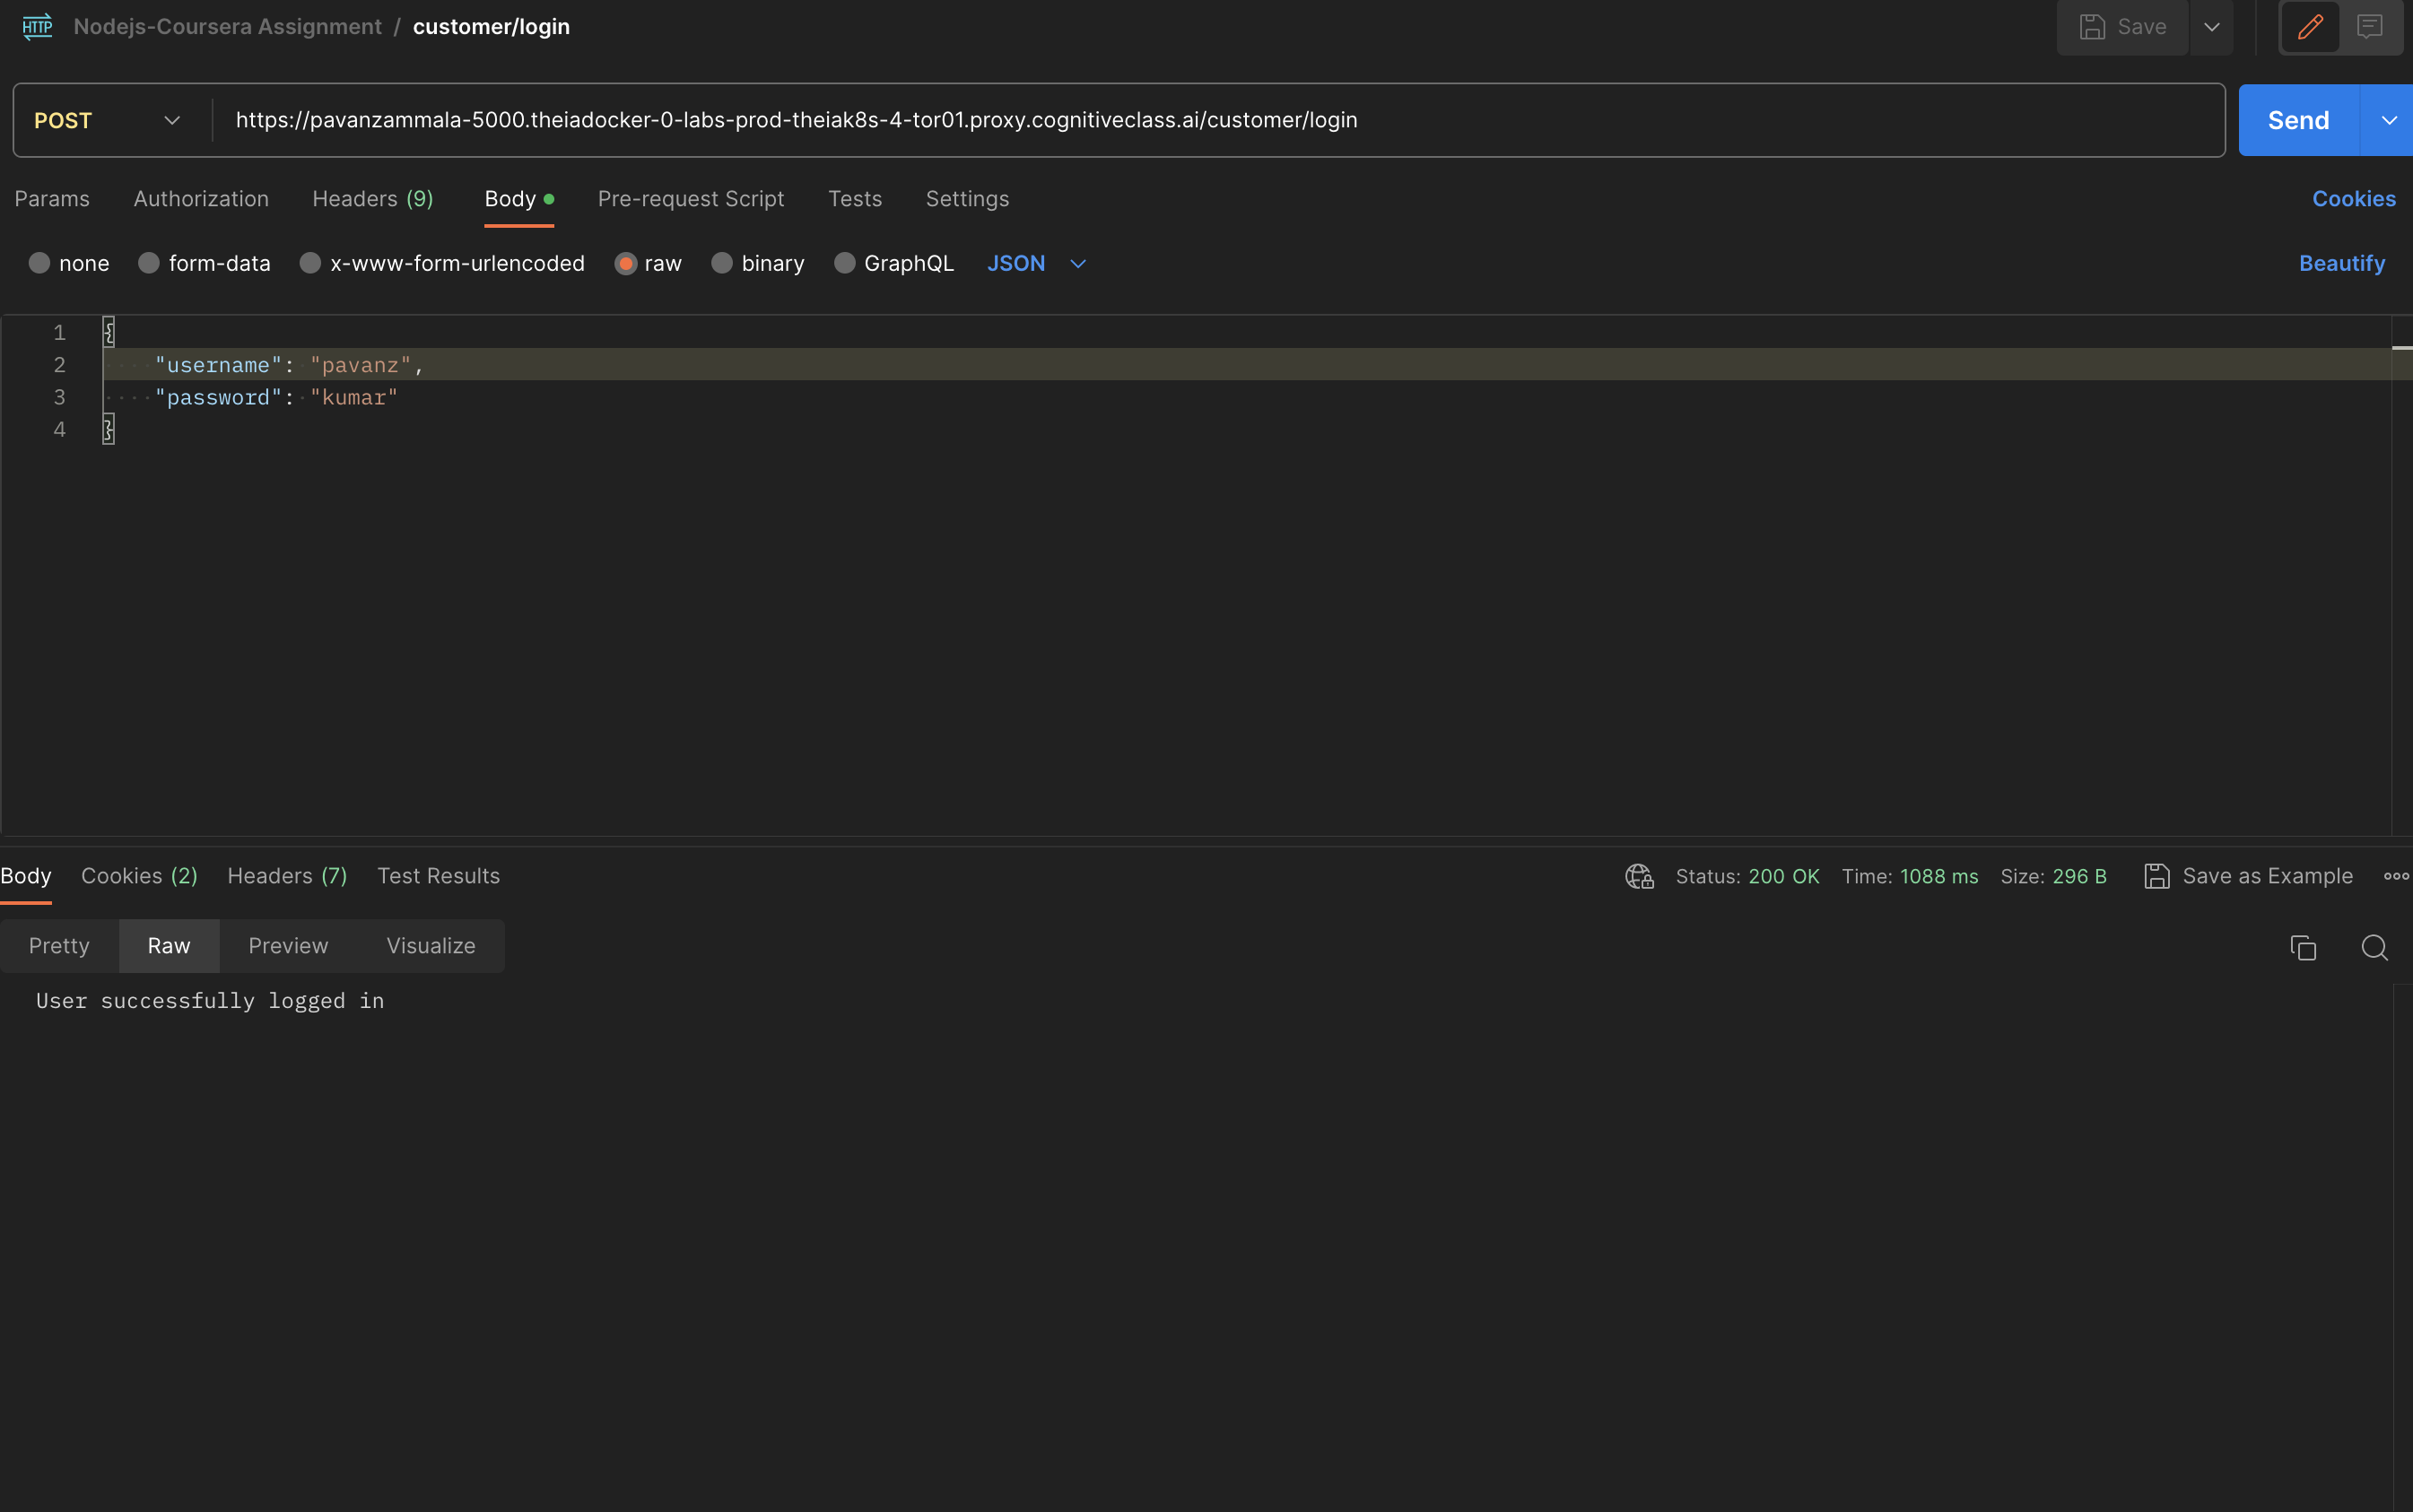 HTTP Nodejs-Coursera Assignment / customer/login Save
POST https://pavanzammala-5000.theiadocker-0-labs-prod-theiak8s-4-tor01.proxy.cognitiveclass.ai/customer/login Send
Params Authorization Headers (9) Body Pre-request Script Tests Settings Cookies
none form-data x-www-form-urlencoded raw binary GraphQL JSON Beautify
1 {
2 "username": "pavanz",
3 "password": "kumar"
4 }
Body Cookies (2) Headers (7) Test Results Status: 200 OK Time: 1088 ms Size: 296 B Save as Example
Pretty Raw Preview Visualize
User successfully logged in